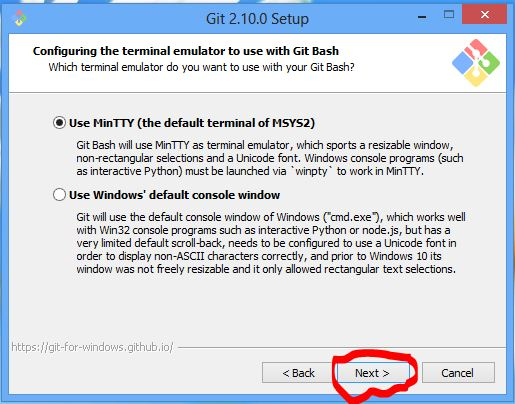 Git 2.10.0 Setup
Configuring the terminal emulator to use with Git Bash
Which terminal emulator do you want to use with your Git Bash?
Use MinTTY (the default terminal of MSYS2)
Git Bash will use MinTTY as terminal emulator, which sports a resizable window,
non-rectangular selections and a Unicode font. Windows console programs (such
as interactive Python) must be launched via `winpty` to work in MinTTY.
Use Windows' default console window
Git will use the default console window of Windows ("cmd.exe"), which works well
with Win32 console programs such as interactive Python or node.js, but has a
very limited default scroll-back, needs to be configured to use a Unicode font in
order to display non-ASCII characters correctly, and prior to Windows 10 its
window was not freely resizable and it only allowed rectangular text selections.
https://git-for-windows.github.io/
< Back
Next >
Cancel